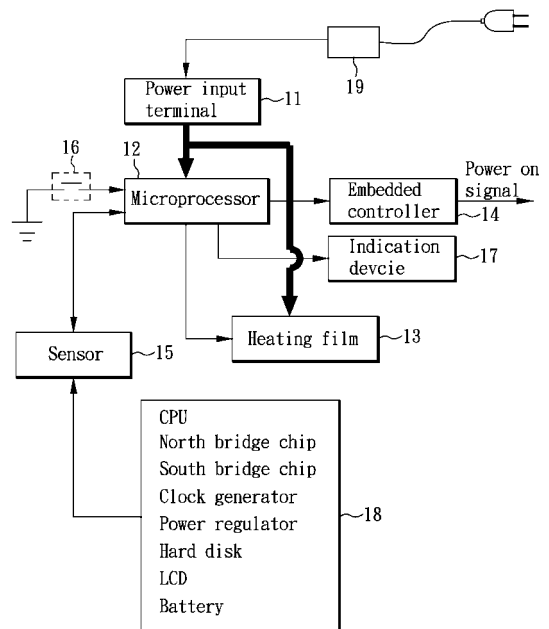 19
Power input
terminal
11
16
12
Microprocessor
Embedded
controller
14
Power on
signal
Indication
devcie
17
Sensor
15
Heating film
13
CPU
North bridge chip
South bridge chip
Clock generator
Power regulator
Hard disk
LCD
Battery
18